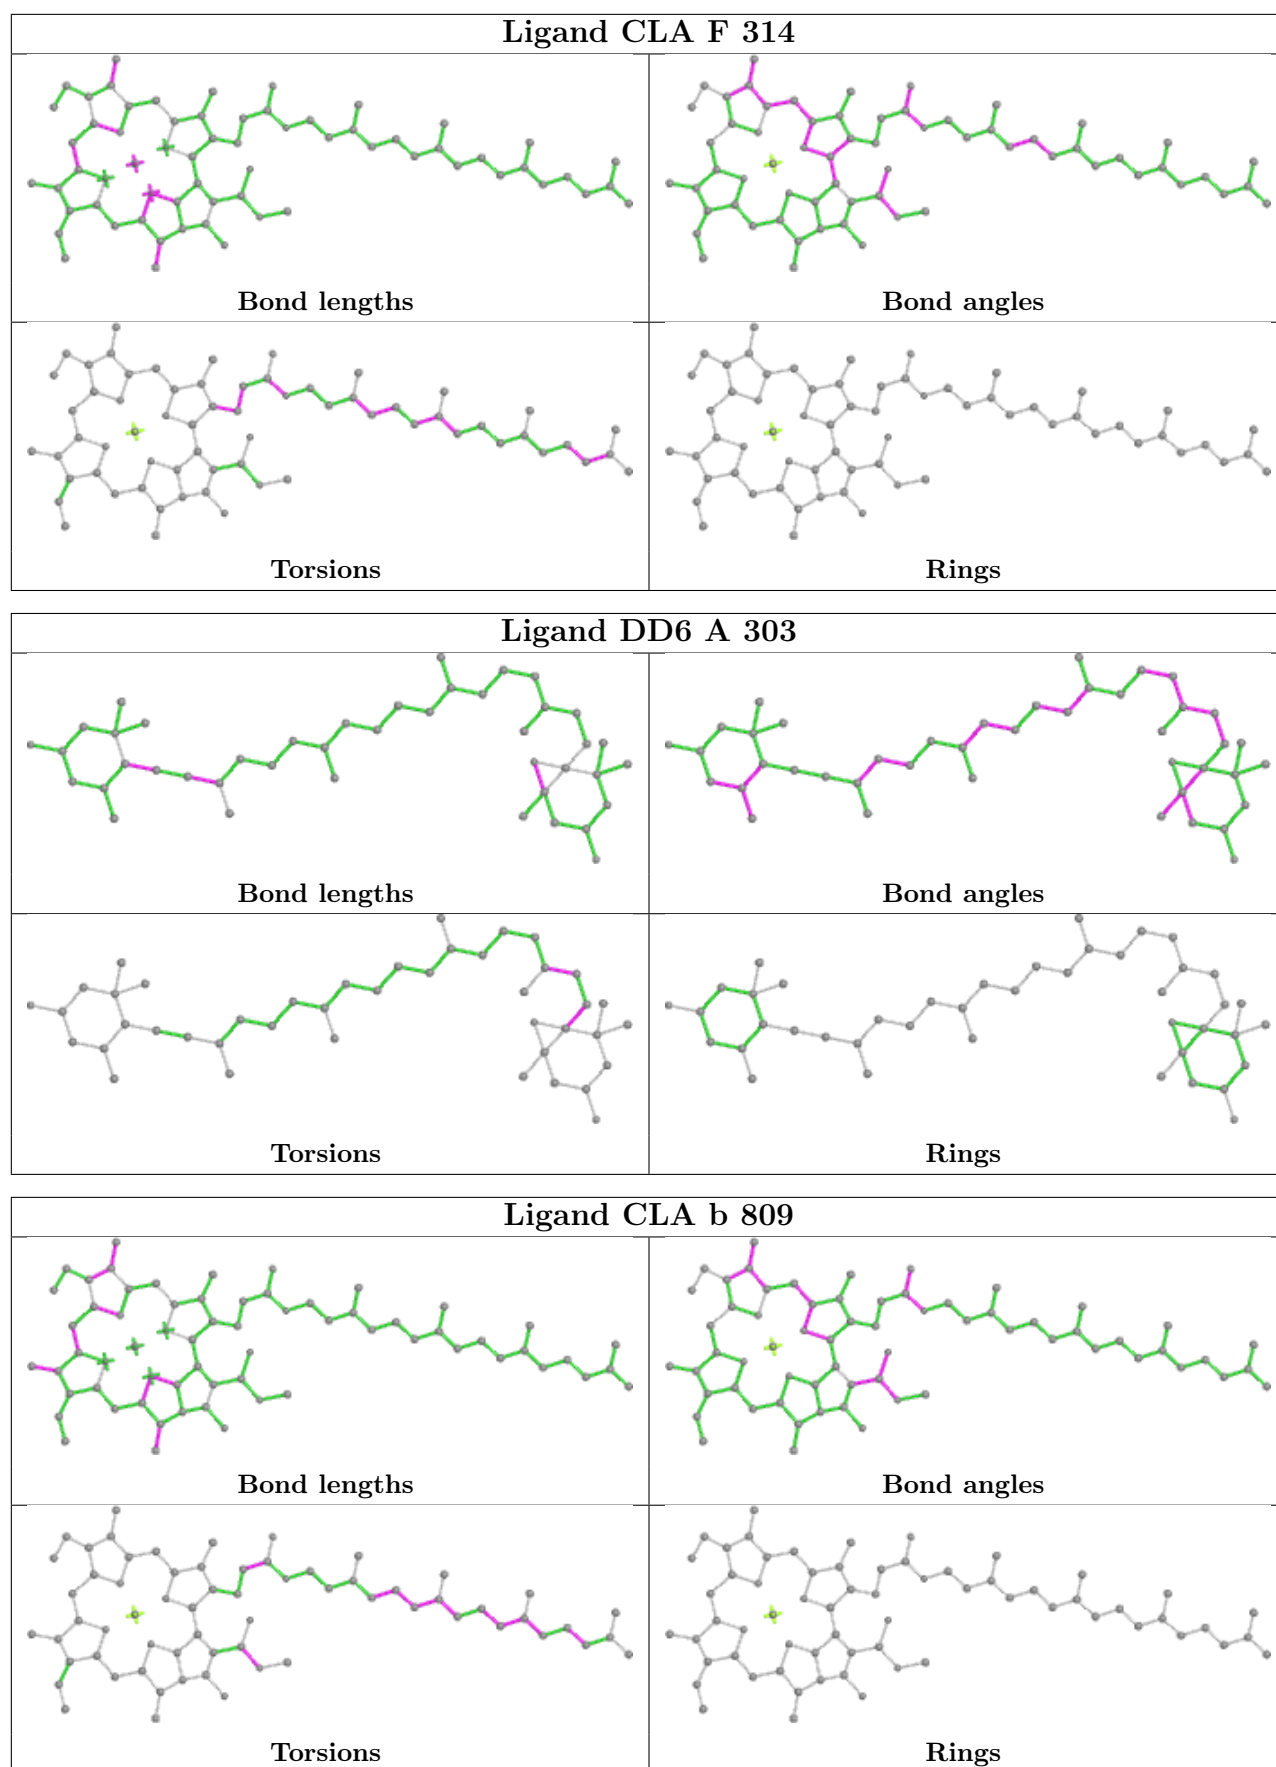 Ligand CLA F 314
Bond lengths
Bond angles
Torsions
Rings
Ligand DD6 A 303
Bond lengths
Bond angles
Torsions
Rings
Ligand CLA b 809
Bond lengths
Bond angles
Torsions
Rings